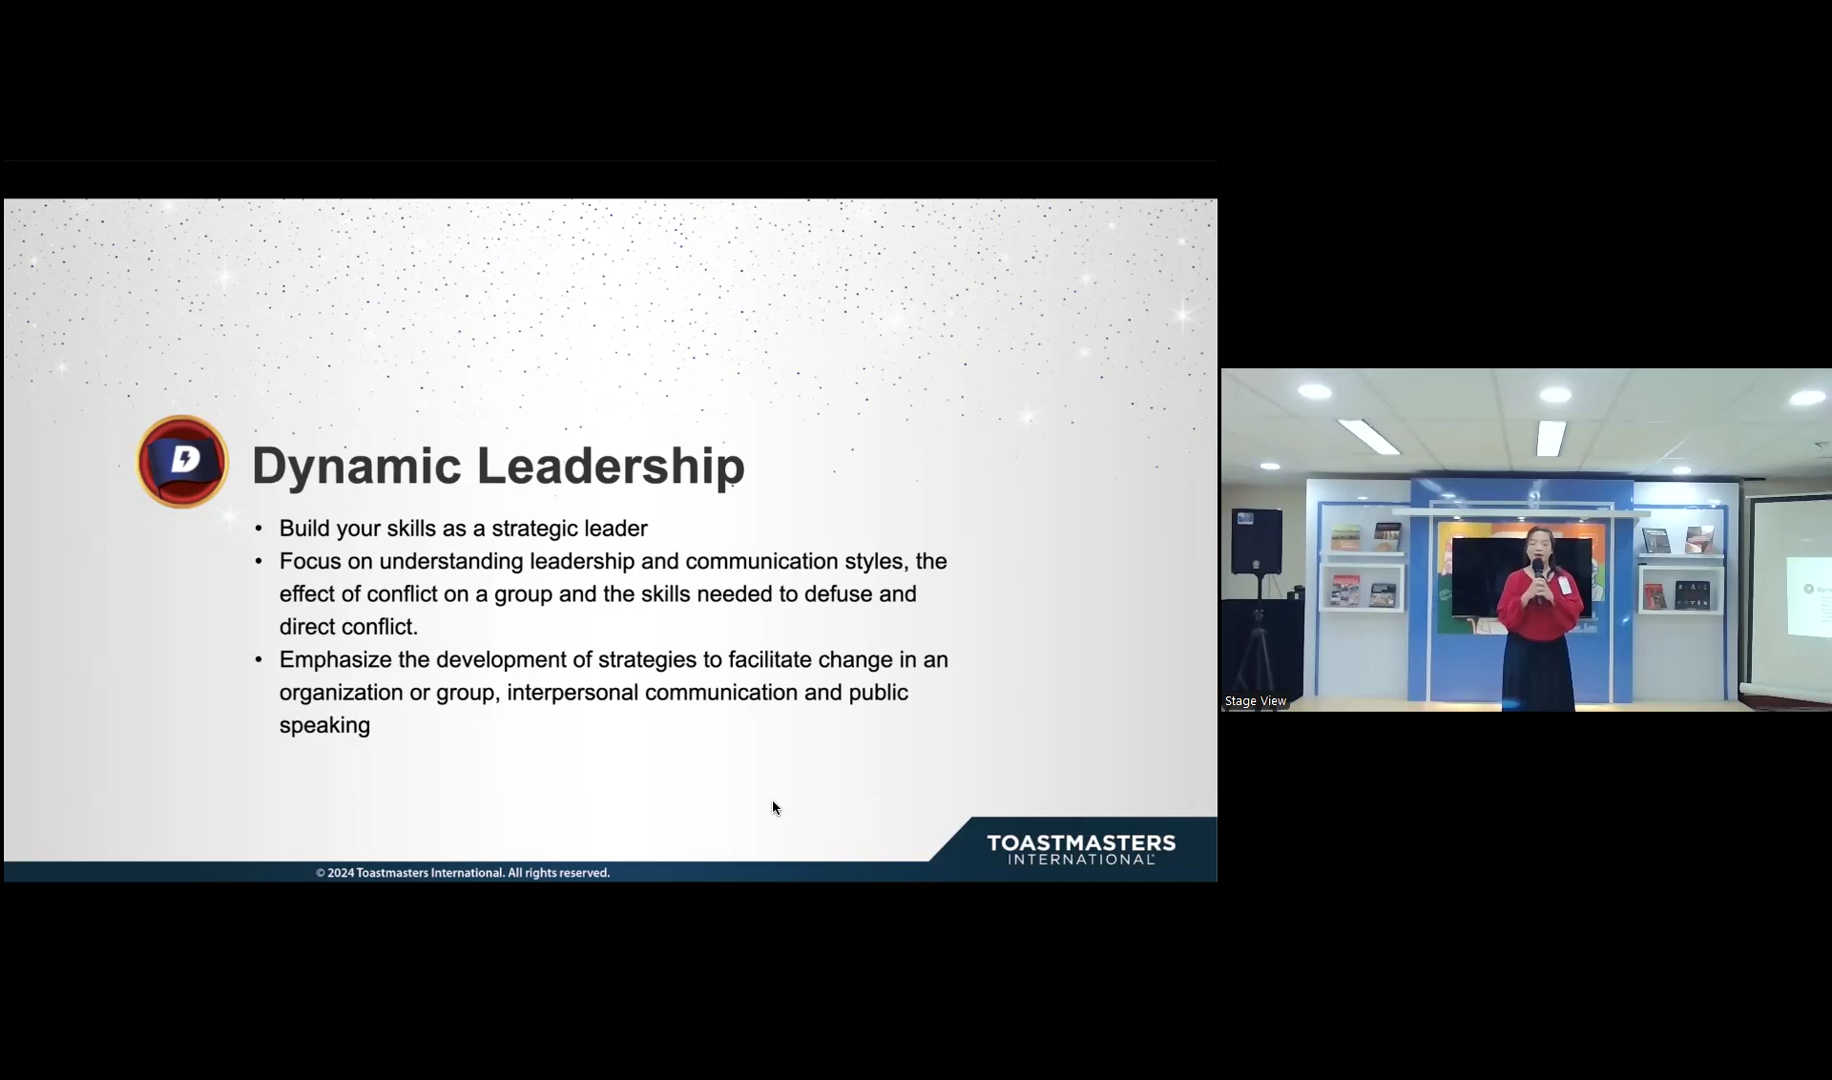 D
Dynamic Leadership
• Build your skills as a strategic leader
• Focus on understanding leadership and communication styles, the
effect of conflict on a group and the skills needed to defuse and
direct conflict.
• Emphasize the development of strategies to facilitate change in an
organization or group, interpersonal communication and public
speaking
TOASTMASTERS
INTERNATIONAL
© 2024 Toastmasters International. All rights reserved.
Stage View